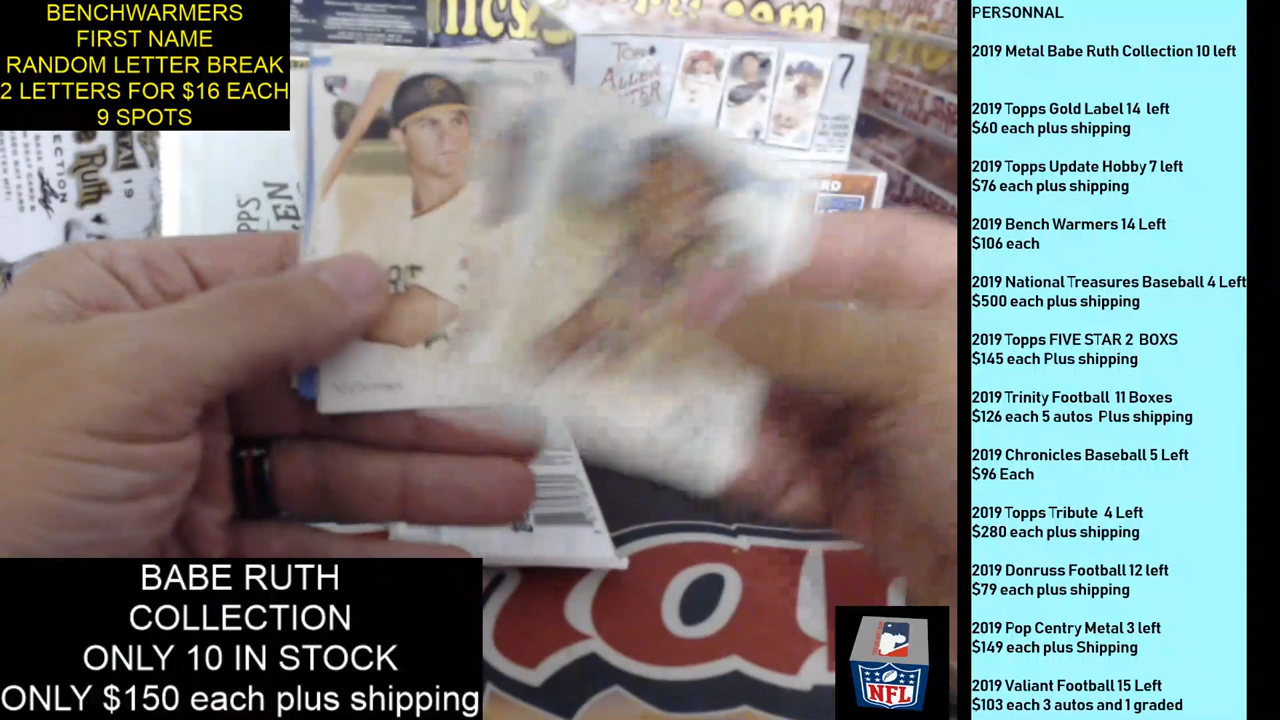 BENCHWARMERS
FIRST NAME
RANDOM LETTER BREAK
2 LETTERS FOR $16 EACH
9 SPOTS
7
BABE RUTH
COLLECTION
ONLY 10 IN STOCK
ONLY $150 each plus shipping
NFL
PERSONNAL
2019 Metal Babe Ruth Collection 10 left
2019 Topps Gold Label 14 left
$60 each plus shipping
2019 Topps Update Hobby 7 left
$76 each plus shipping
2019 Bench Warmers 14 Left
$106 each
2019 National Treasures Baseball 4 Left
$500 each plus shipping
2019 Topps FIVE STAR 2 BOXS
$145 each Plus shipping
2019 Trinity Football 11 Boxes
$126 each 5 autos Plus shipping
2019 Chronicles Baseball 5 Left
$96 Each
2019 Topps Tribute 4 Left
$280 each plus shipping
2019 Donruss Football 12 left
$79 each plus shipping
2019 Pop Centry Metal 3 left
$149 each plus Shipping
2019 Valiant Football 15 Left
$103 each 3 autos and 1 graded